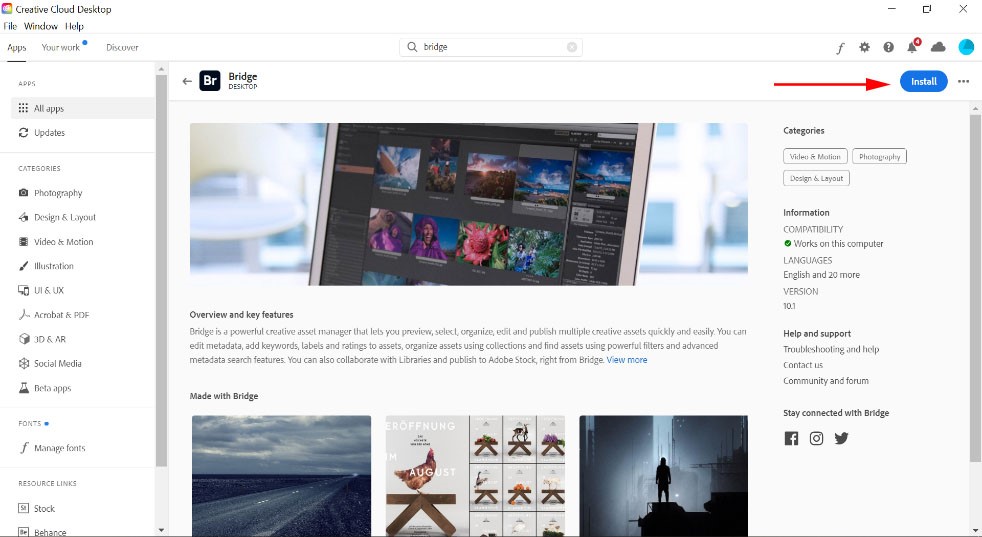 Creative Cloud Desktop
File Window Help
Apps Your work Discover
bridge
4
APPS
All apps
Updates
CATEGORIES
Photography
Design & Layout
Video & Motion
Illustration
UI & UX
Acrobat & PDF
3D & AR
Social Media
Beta apps
FONTS
Manage fonts
RESOURCE LINKS
St Stock
Bē Behance
Br Bridge
DESKTOP
Install
Overview and key features
Bridge is a powerful creative asset manager that lets you preview, select, organize, edit and publish multiple creative assets quickly and easily. You can
edit metadata, add keywords, labels and ratings to assets, organize assets using collections and find assets using powerful filters and advanced
metadata search features. You can also collaborate with Libraries and publish to Adobe Stock, right from Bridge. View more
Made with Bridge
ERÖFFNUNG
IM
AUGUST
Categories
Video & Motion Photography
Design & Layout
Information
COMPATIBILITY
Works on this computer
LANGUAGES
English and 20 more
VERSION
10.1
Help and support
Troubleshooting and help
Contact us
Community and forum
Stay connected with Bridge